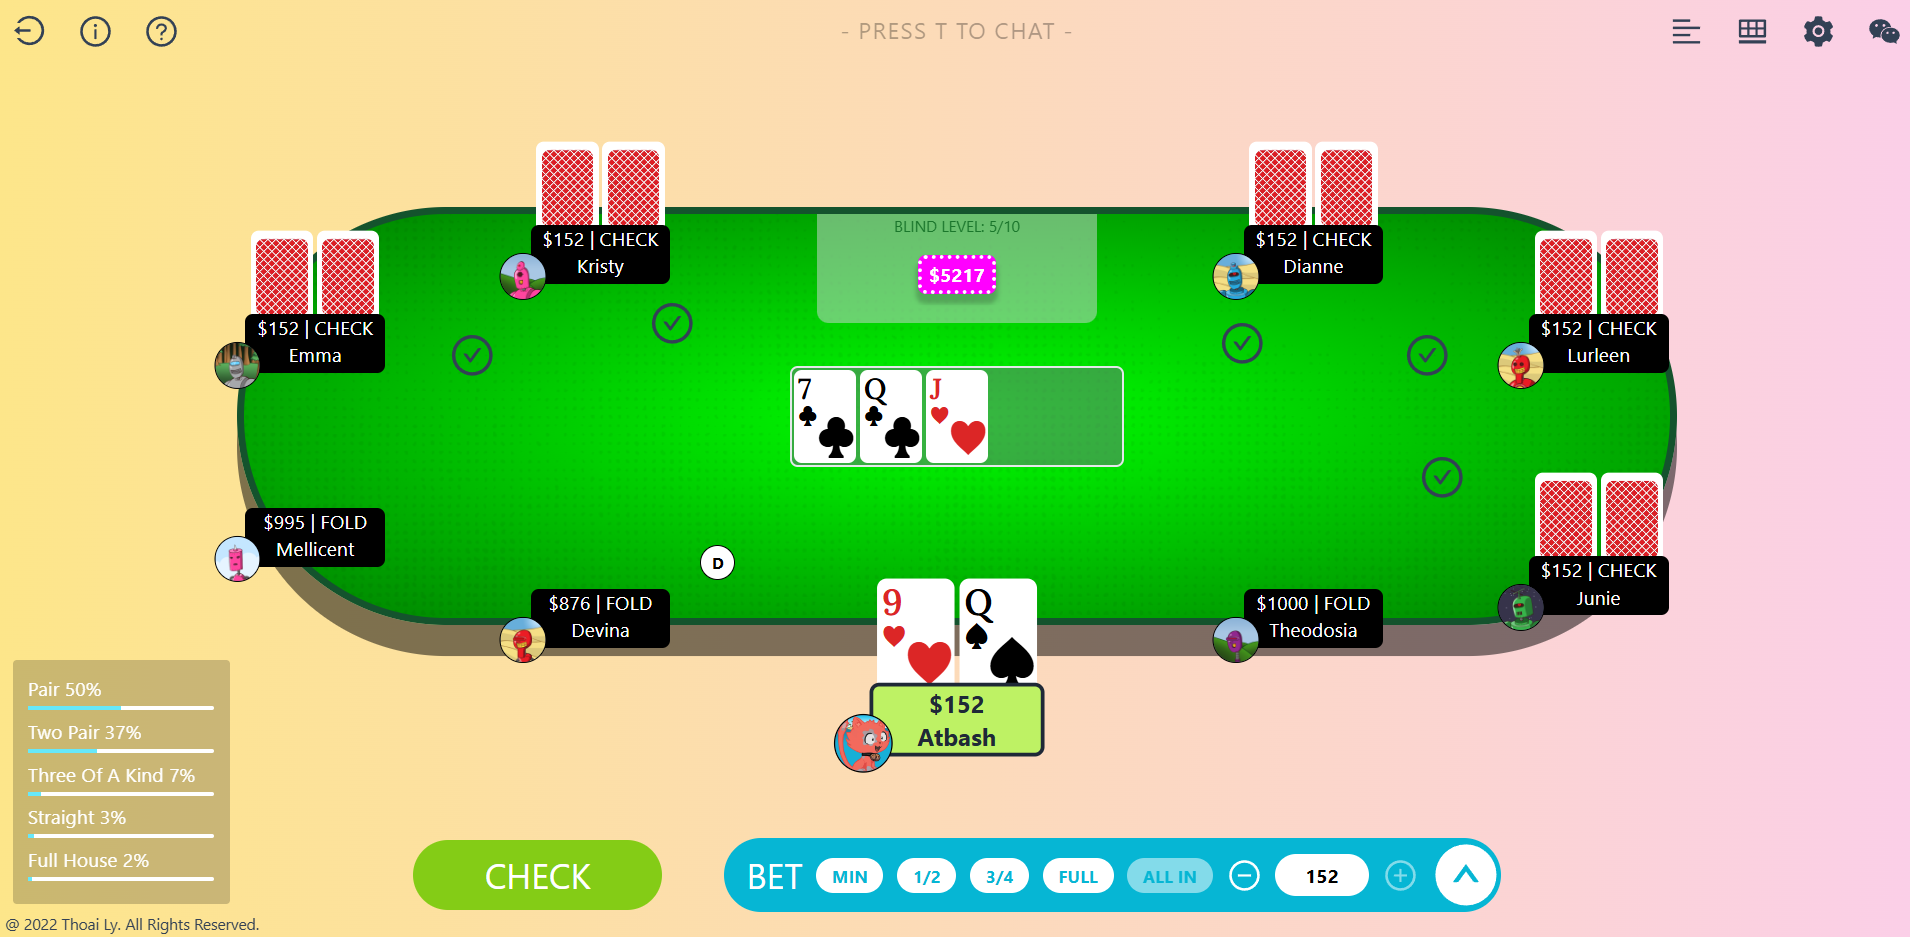 - PRESS T TO CHAT -
BLIND LEVEL: 5/10
$5217
$152 | CHECK
Kristy
$152 | CHECK
Dianne
$152 | CHECK
Emma
$152 | CHECK
Lurleen
7
Q
J
$995 | FOLD
Mellicent
D
$876 | FOLD
Devina
9
Q
$152
Atbash
$1000 | FOLD
Theodosia
$152 | CHECK
Junie
Pair 50%
Two Pair 37%
Three Of A Kind 7%
Straight 3%
Full House 2%
CHECK
BET MIN 1/2 3/4 FULL ALL IN 152
@ 2022 Thoai Ly. All Rights Reserved.